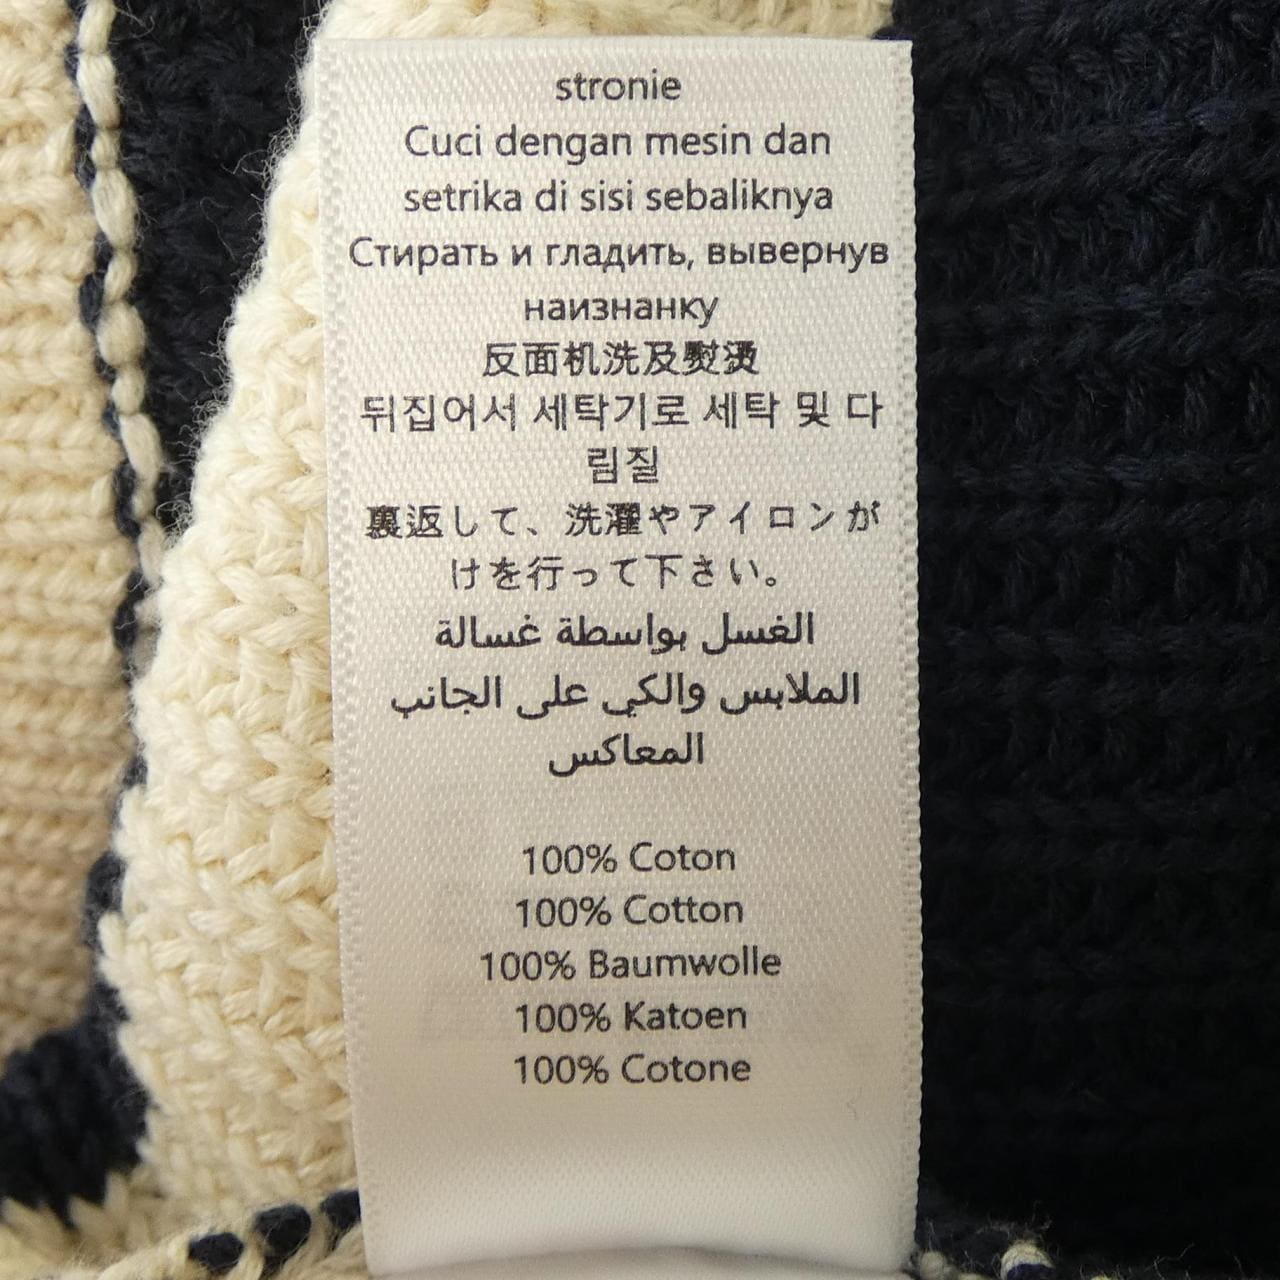 stronie
Cuci dengan mesin dan
setrika di sisi sebaliknya
Стирать и гладить, вывернув
наизнанку
反面机洗及熨烫
뒤집어서 세탁기로 세탁 및 다
림질
裏返して、洗濯やアイロンが
けを行って下さい。
الغسل بواسطة غسالة
الملابس والكي على الجانب
المعاكس
100% Coton
100% Cotton
100% Baumwolle
100% Katoen
100% Cotone